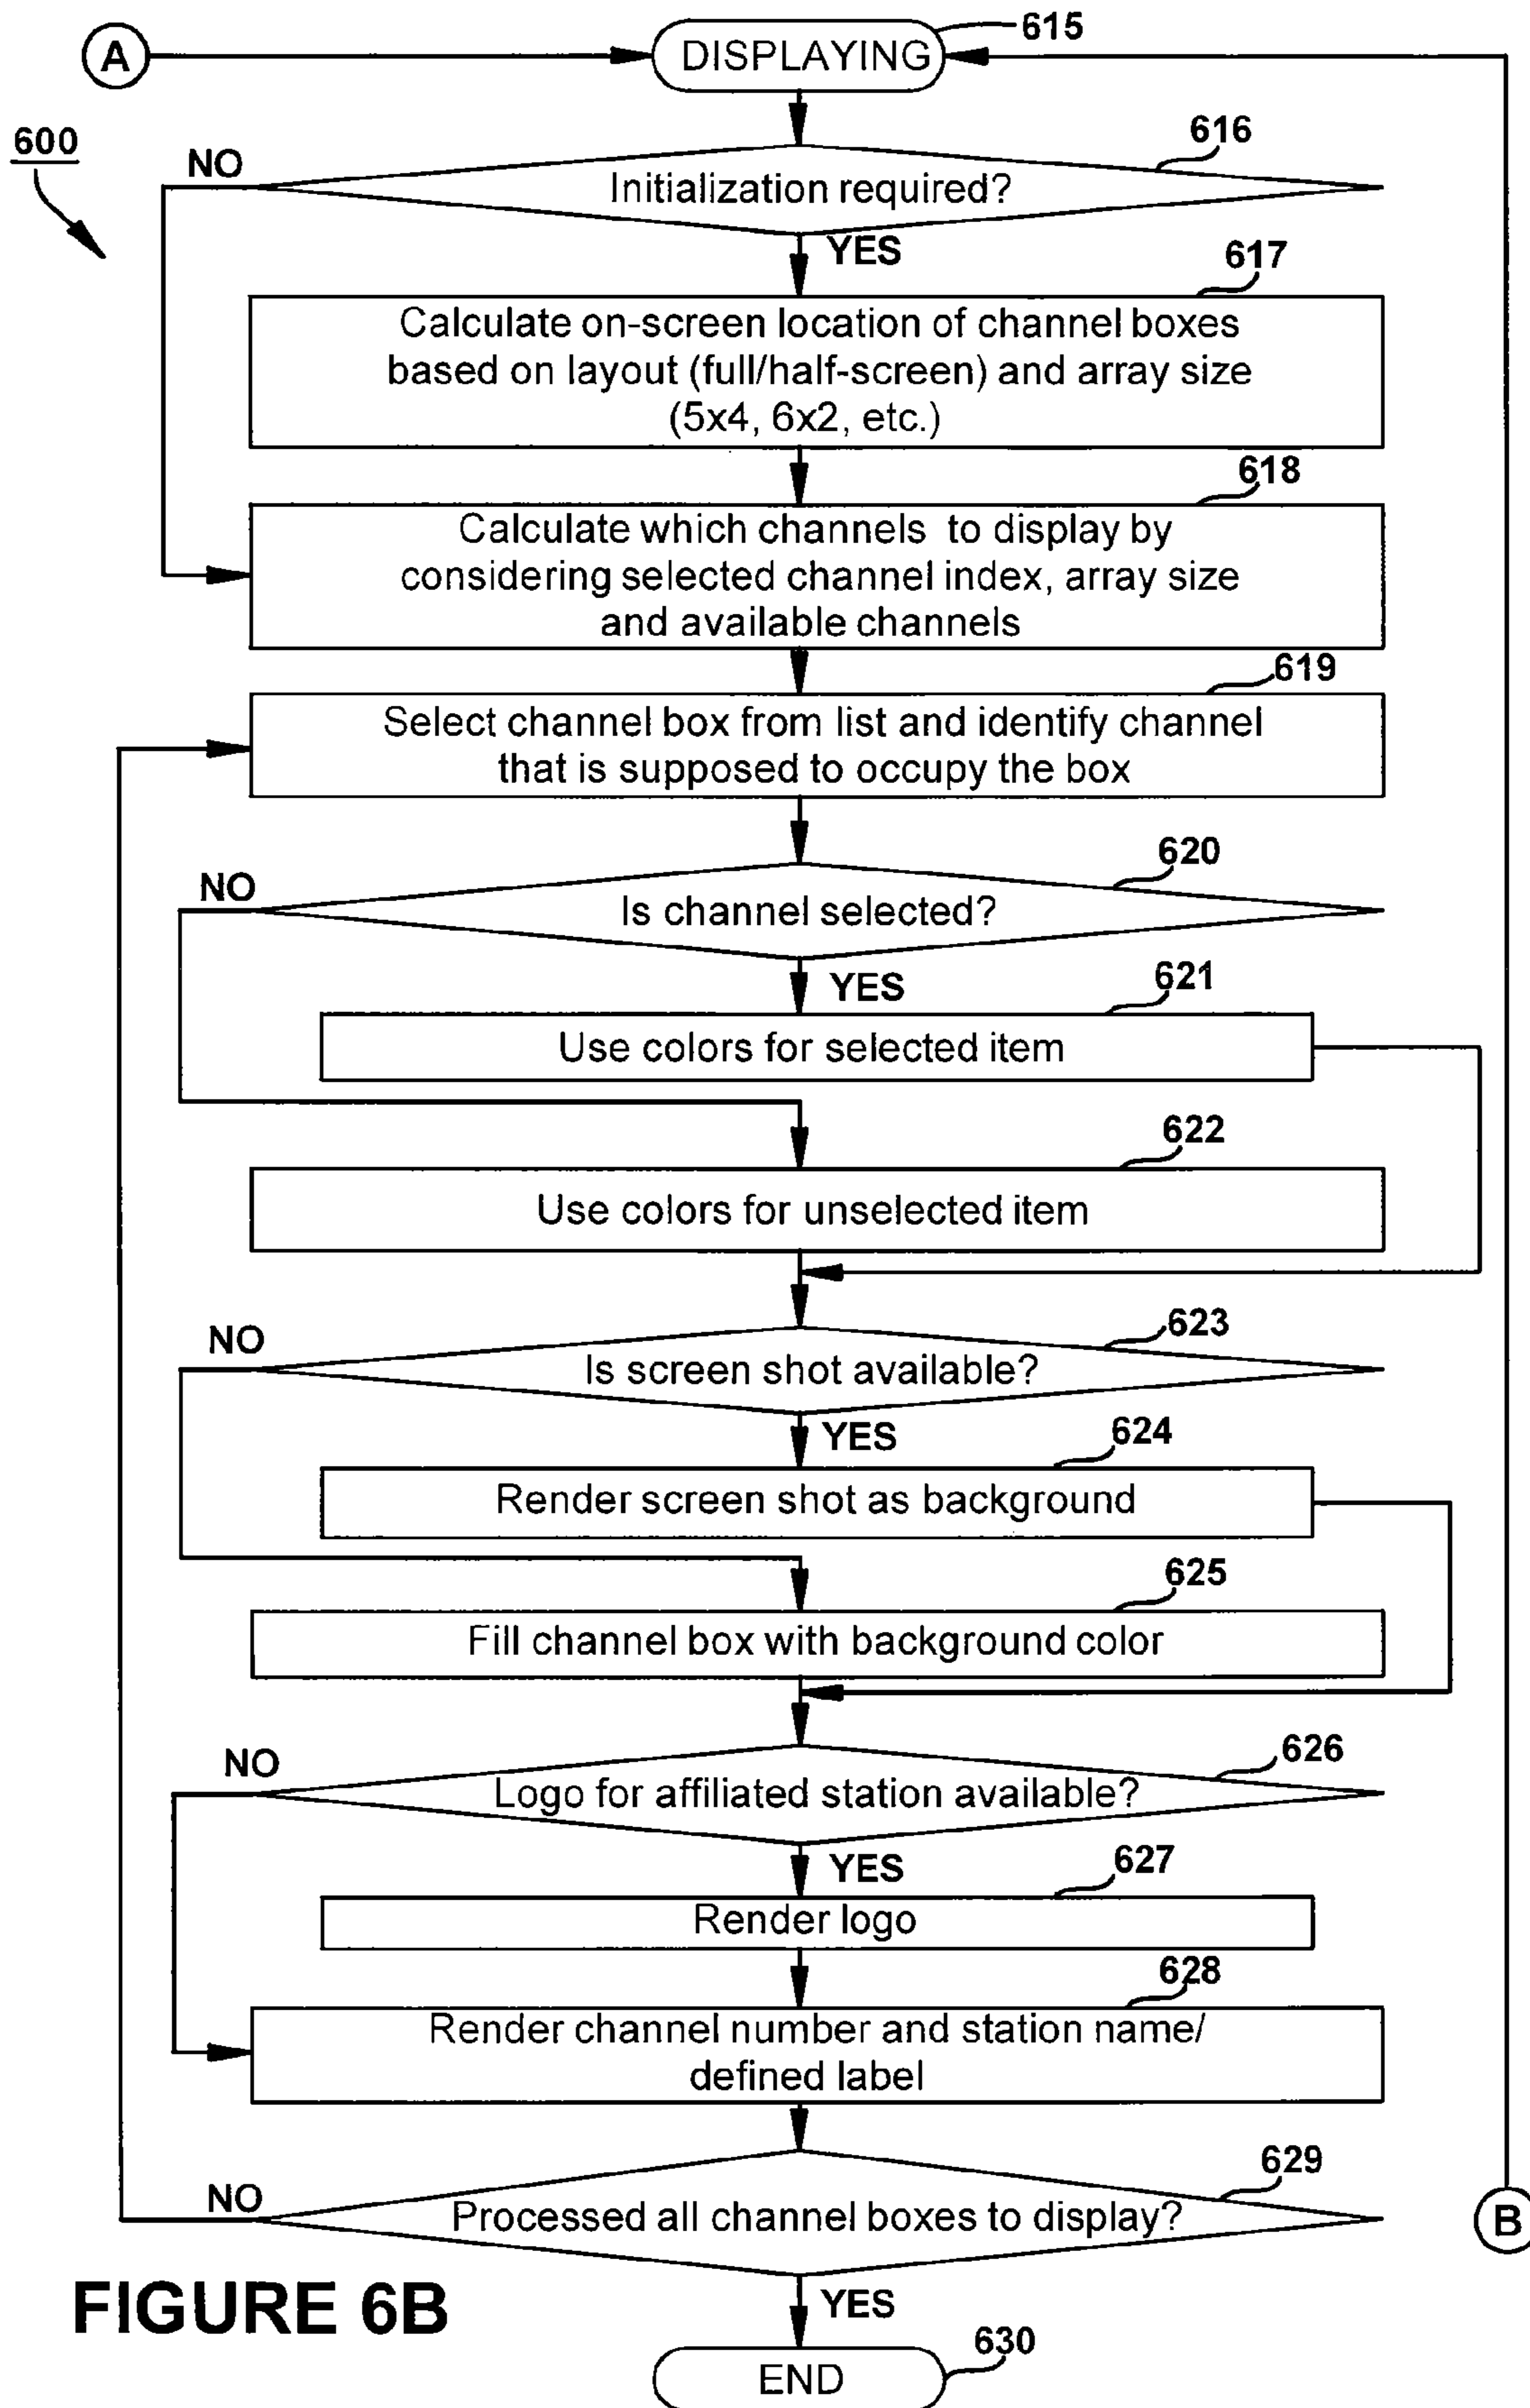 A
DISPLAYING
615
600
616
NO
Initialization required?
YES
617
Calculate on-screen location of channel boxes
based on layout (full/half-screen) and array size
(5x4, 6x2, etc.)
618
Calculate which channels to display by
considering selected channel index, array size
and available channels
619
Select channel box from list and identify channel
that is supposed to occupy the box
620
NO
Is channel selected?
YES
621
Use colors for selected item
622
Use colors for unselected item
623
NO
Is screen shot available?
YES
624
Render screen shot as background
625
Fill channel box with background color
626
NO
Logo for affiliated station available?
YES
627
Render logo
628
Render channel number and station name/
defined label
629
NO
Processed all channel boxes to display?
B
YES
FIGURE 6B
630
END